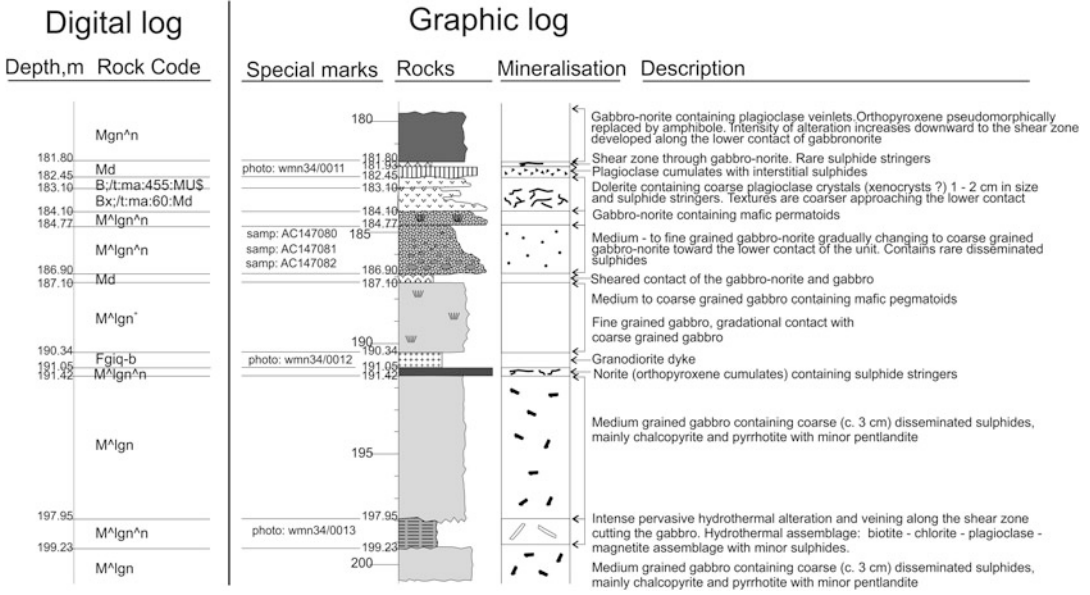 Digital log
Graphic log
Depth,m Rock Code
Special marks Rocks Mineralisation Description
Mgn^n
181.80
Md
182.45
B;/t:ma:455:MU$
183.10
Bx;/t:ma:60:Md
184.10
M^lgn^n
184.77
M^lgn^n
186.90
Md
187.10
M^lgn^
190.34
Fgiq-b
191.05
M^lgn^n
191.42
M^lgn
197.95
M^lgn^n
199.23
M^lgn
photo: wmn34/0011
samp: AC147080
samp: AC147081
samp: AC147082
photo: wmn34/0012
photo: wmn34/0013
180
181.80
181.93
182.45
183.10
184.10
184.77
185
186.90
187.10
190
190.34
191.05
191.42
195
197.95
199.23
200
Gabbro-norite containing plagioclase veinlets.Orthopyroxene pseudomorphically
replaced by amphibole. Intensity of alteration increases downward to the shear zone
developed along the lower contact of gabbronorite
Shear zone through gabbro-norite. Rare sulphide stringers
Plagioclase cumulates with interstitial sulphides
Dolerite containing coarse plagioclase crystals (xenocrysts ?) 1 - 2 cm in size
and sulphide stringers. Textures are coarser approaching the lower contact
Gabbro-norite containing mafic permatoids
Medium - to fine grained gabbro-norite gradually changing to coarse grained
gabbro-norite toward the lower contact of the unit. Contains rare disseminated
sulphides
Sheared contact of the gabbro-norite and gabbro
Medium to coarse grained gabbro containing mafic pegmatoids
Fine grained gabbro, gradational contact with
coarse grained gabbro
Granodiorite dyke
Norite (orthopyroxene cumulates) containing sulphide stringers
Medium grained gabbro containing coarse (c. 3 cm) disseminated sulphides,
mainly chalcopyrite and pyrrhotite with minor pentlandite
Intense pervasive hydrothermal alteration and veining along the shear zone
cutting the gabbro. Hydrothermal assemblage: biotite - chlorite - plagioclase -
magnetite assemblage with minor sulphides.
Medium grained gabbro containing coarse (c. 3 cm) disseminated sulphides,
mainly chalcopyrite and pyrrhotite with minor pentlandite